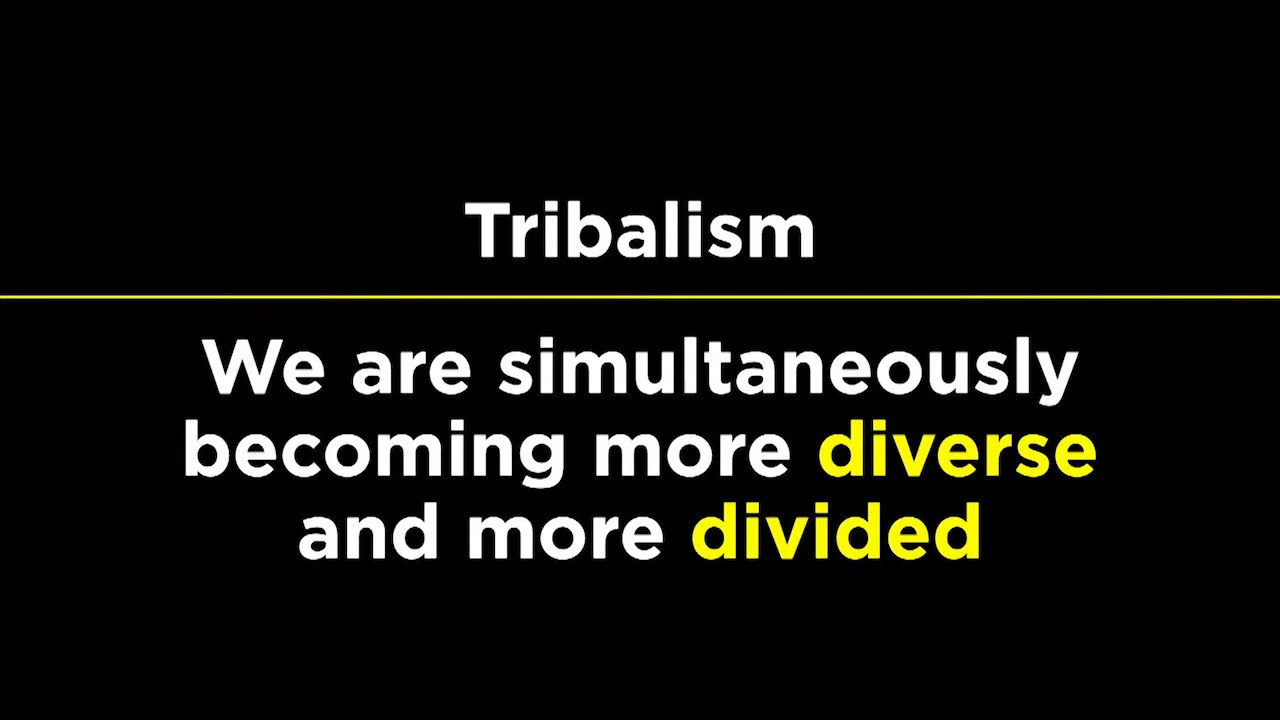 Tribalism
We are simultaneously
becoming more diverse
and more divided